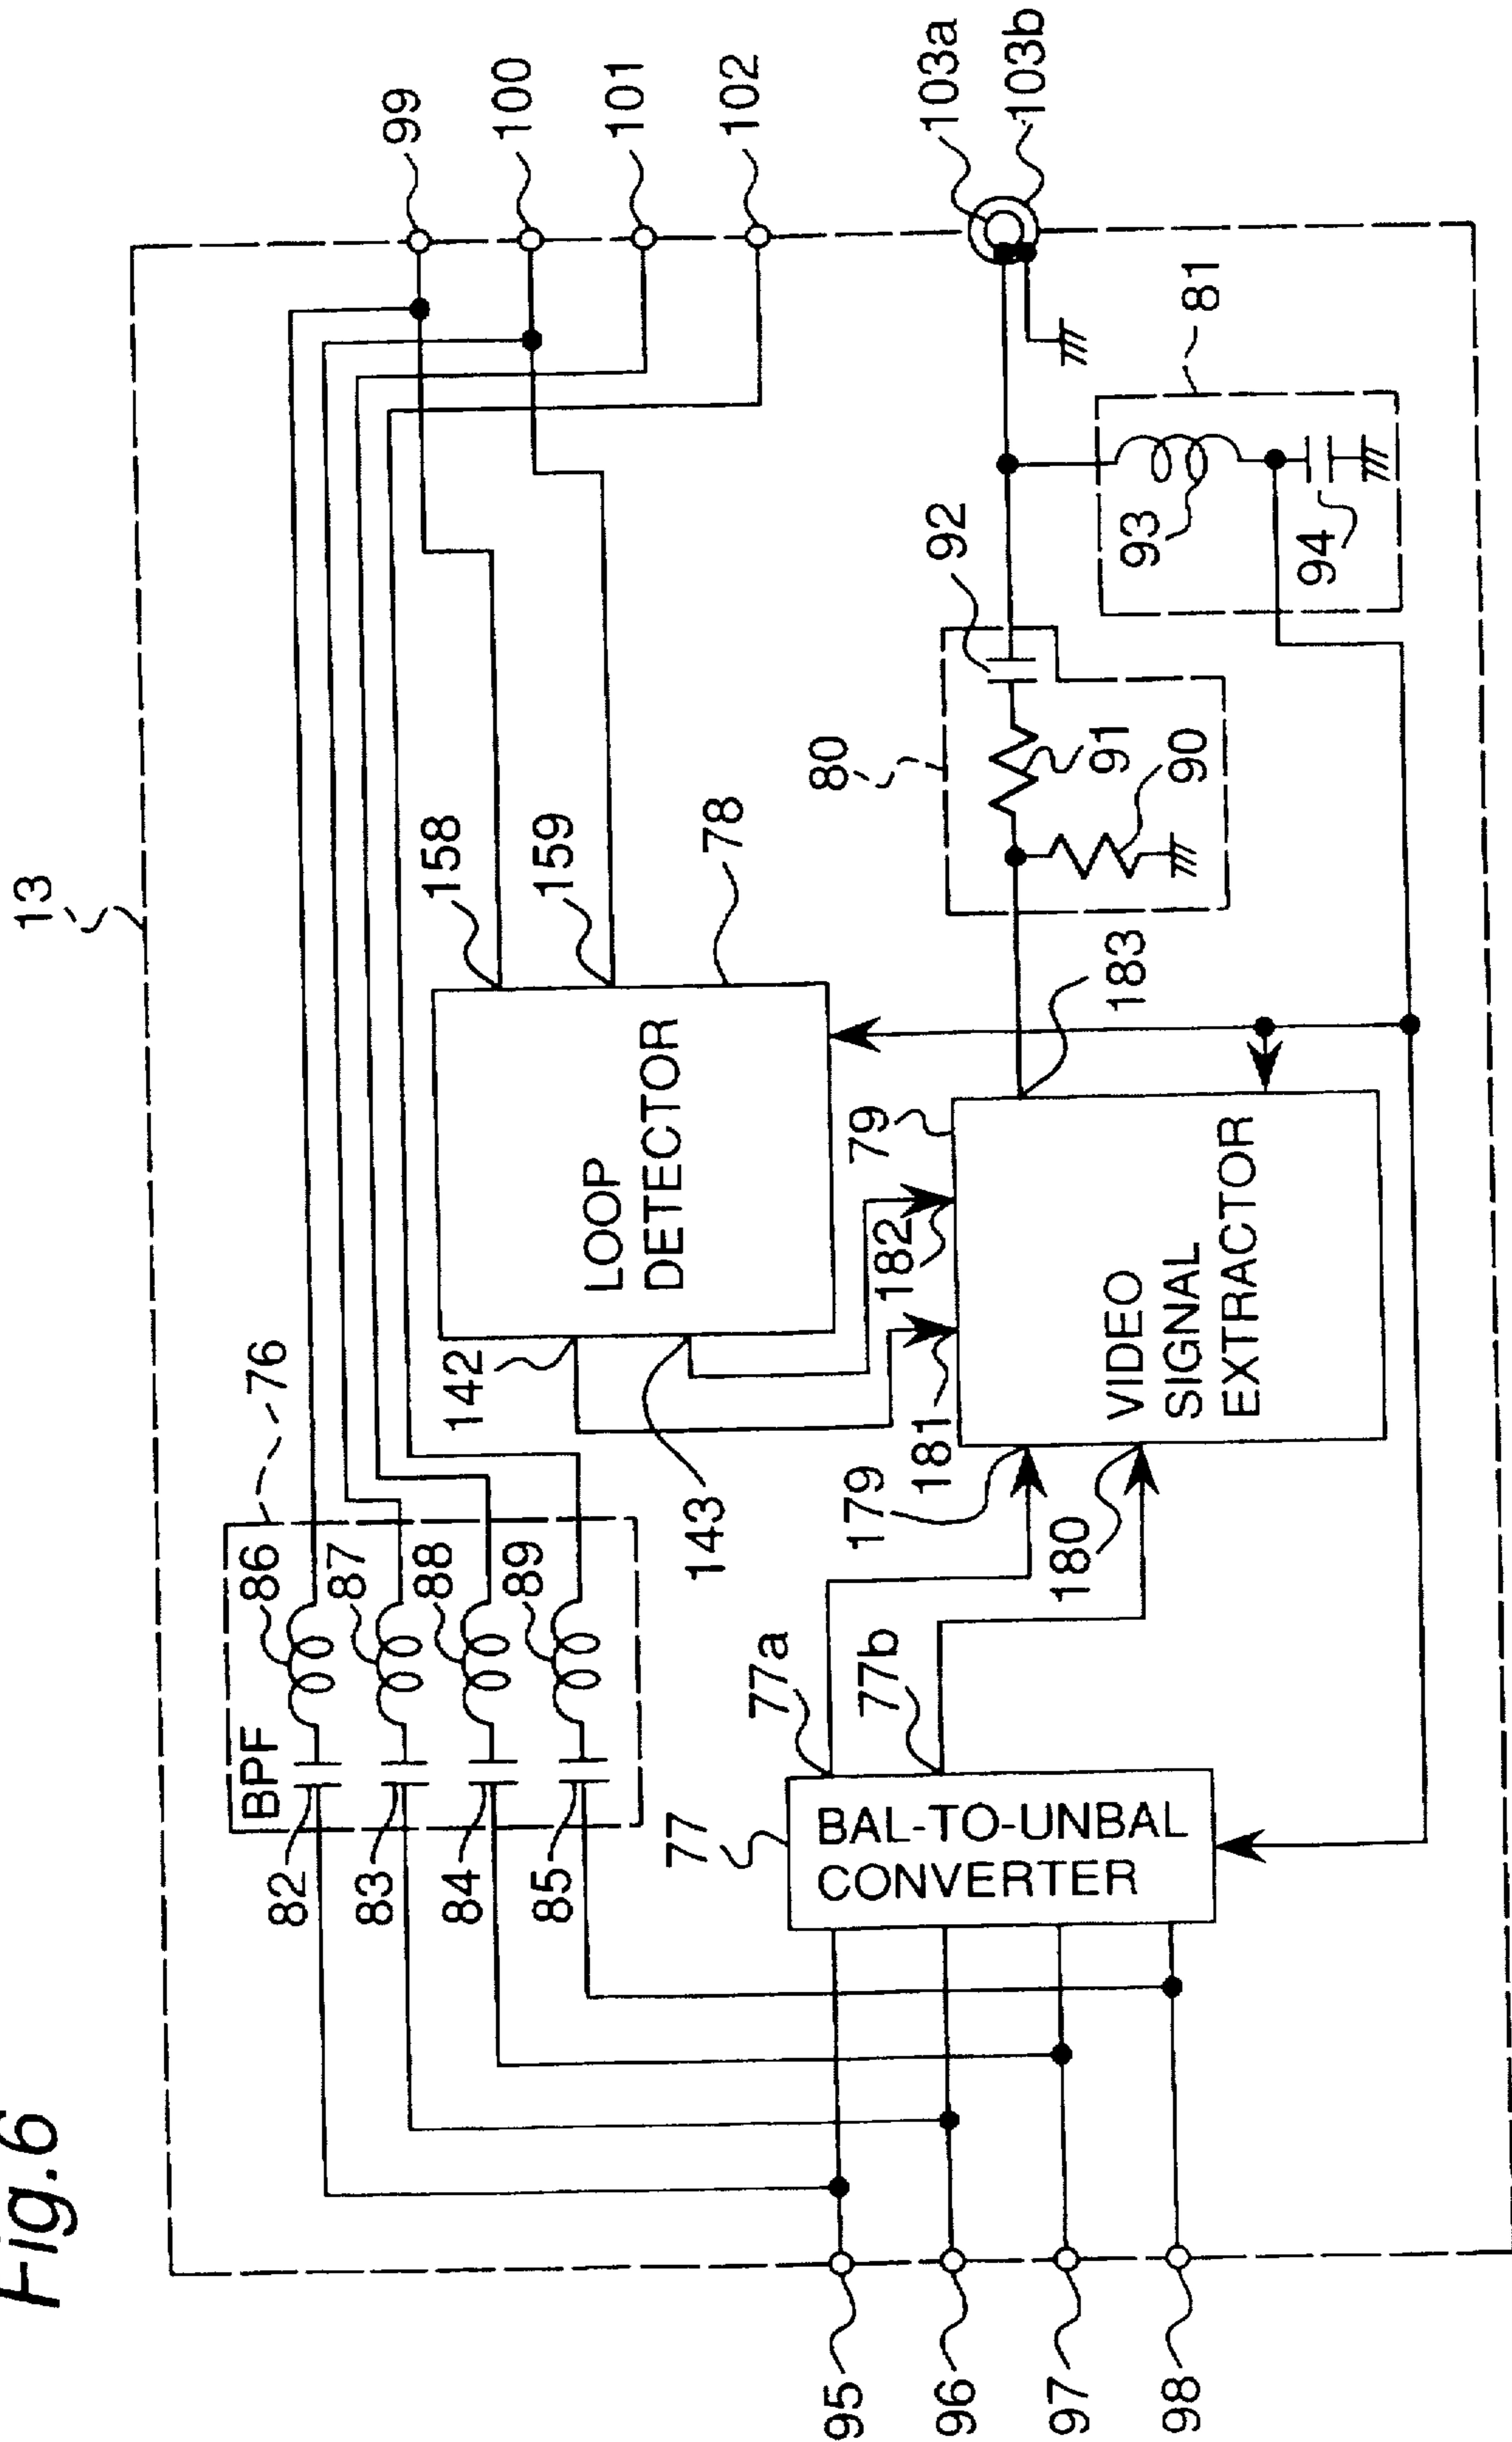 Fig.6
13
76
BPF
86
87
88
89
82
83
84
85
99
100
101
102
103a
103b
158
159
78
LOOP
DETECTOR
142
143
80
92
91
90
81
93
94
77
77a
77b
BAL-TO-UNBAL
CONVERTER
179
180
181
182
79
183
VIDEO
SIGNAL
EXTRACTOR
95
96
97
98